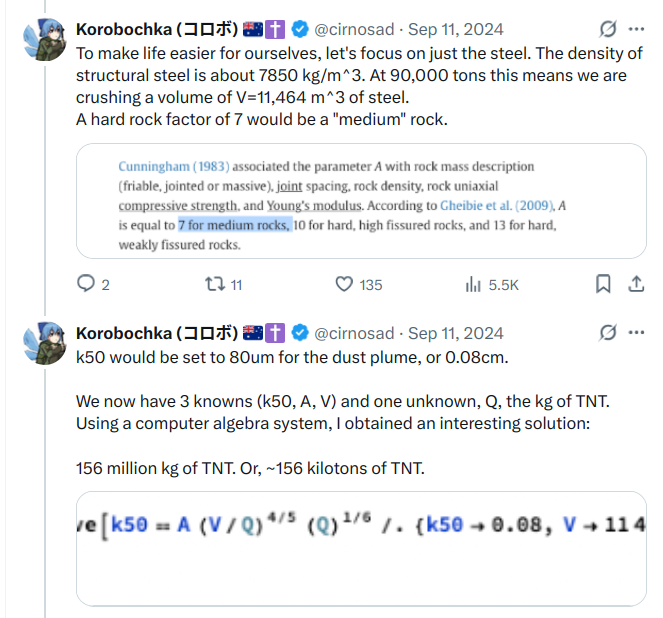 Korobochka (コロボ) 🇦🇺✝️ @cirnosad · Sep 11, 2024
To make life easier for ourselves, let's focus on just the steel. The density of
structural steel is about 7850 kg/m^3. At 90,000 tons this means we are
crushing a volume of V=11,464 m^3 of steel.
A hard rock factor of 7 would be a "medium" rock.
Cunningham (1983) associated the parameter A with rock mass description
(friable, jointed or massive), joint spacing, rock density, rock uniaxial
compressive strength, and Young's modulus. According to Gheibie et al. (2009), A
is equal to 7 for medium rocks, 10 for hard, high fissured rocks, and 13 for hard,
weakly fissured rocks.
2 11 135 5.5K
Korobochka (コロボ) 🇦🇺✝️ @cirnosad · Sep 11, 2024
k50 would be set to 80um for the dust plume, or 0.08cm.
We now have 3 knowns (k50, A, V) and one unknown, Q, the kg of TNT.
Using a computer algebra system, I obtained an interesting solution:
156 million kg of TNT. Or, ~156 kilotons of TNT.
ve[k50 == A (V / Q)^4/5 (Q)^1/6 /. {k50 → 0.08, V → 114